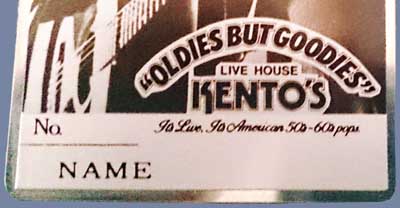 "OLDIES BUT GOODIES"
LIVE HOUSE
KENTO'S
No. It's Live, It's American 50's-60's pops.
NAME